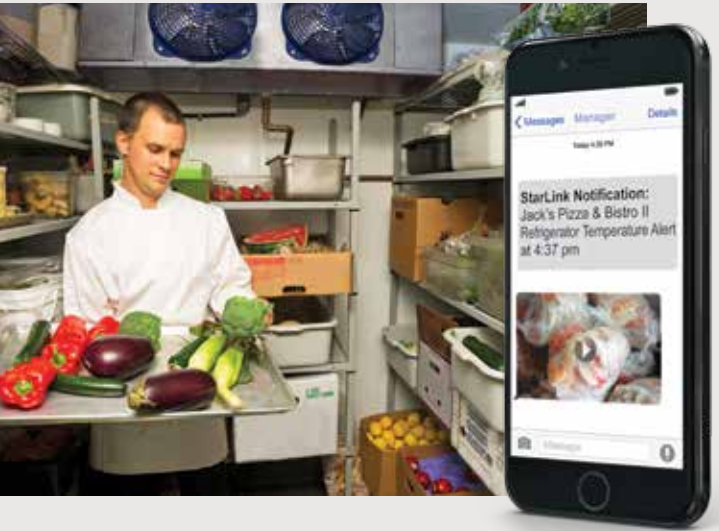 Messages Manager Details
Today 4:39 PM
StarLink Notification:
Jack's Pizza & Bistro II
Refrigerator Temperature Alert
at 4:37 pm
Message